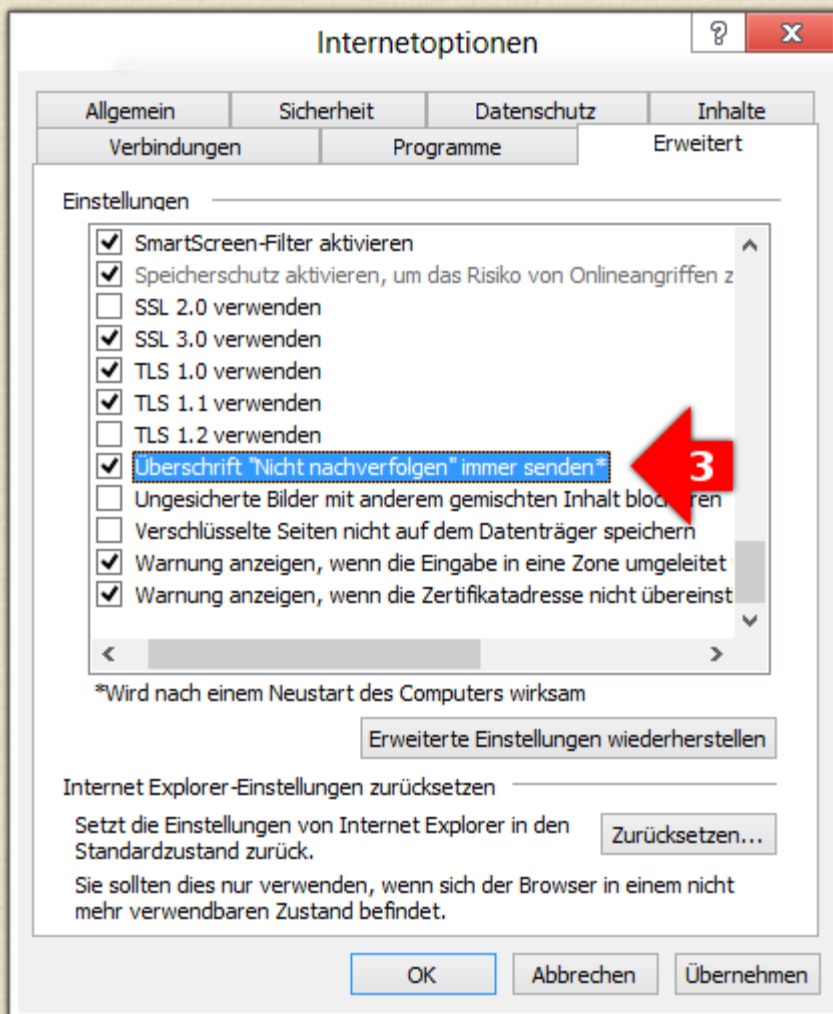 Internetoptionen
Allgemein Sicherheit Datenschutz Inhalte
Verbindungen Programme Erweitert
Einstellungen
SmartScreen-Filter aktivieren
Speicherschutz aktivieren, um das Risiko von Onlineangriffen z
SSL 2.0 verwenden
SSL 3.0 verwenden
TLS 1.0 verwenden
TLS 1.1 verwenden
TLS 1.2 verwenden
Überschrift "Nicht nachverfolgen" immer senden* 3
Ungesicherte Bilder mit anderem gemischten Inhalt
Verschlüsselte Seiten nicht auf dem Datenträger speichern
Warnung anzeigen, wenn die Eingabe in eine Zone umgeleitet
Warnung anzeigen, wenn die Zertifikatadresse nicht übereinst
*Wird nach einem Neustart des Computers wirksam
Erweiterte Einstellungen wiederherstellen
Internet Explorer-Einstellungen zurücksetzen
Setzt die Einstellungen von Internet Explorer in den
Standardzustand zurück.
Zurücksetzen...
Sie sollten dies nur verwenden, wenn sich der Browser in einem nicht
mehr verwendbaren Zustand befindet.
OK Abbrechen Übernehmen